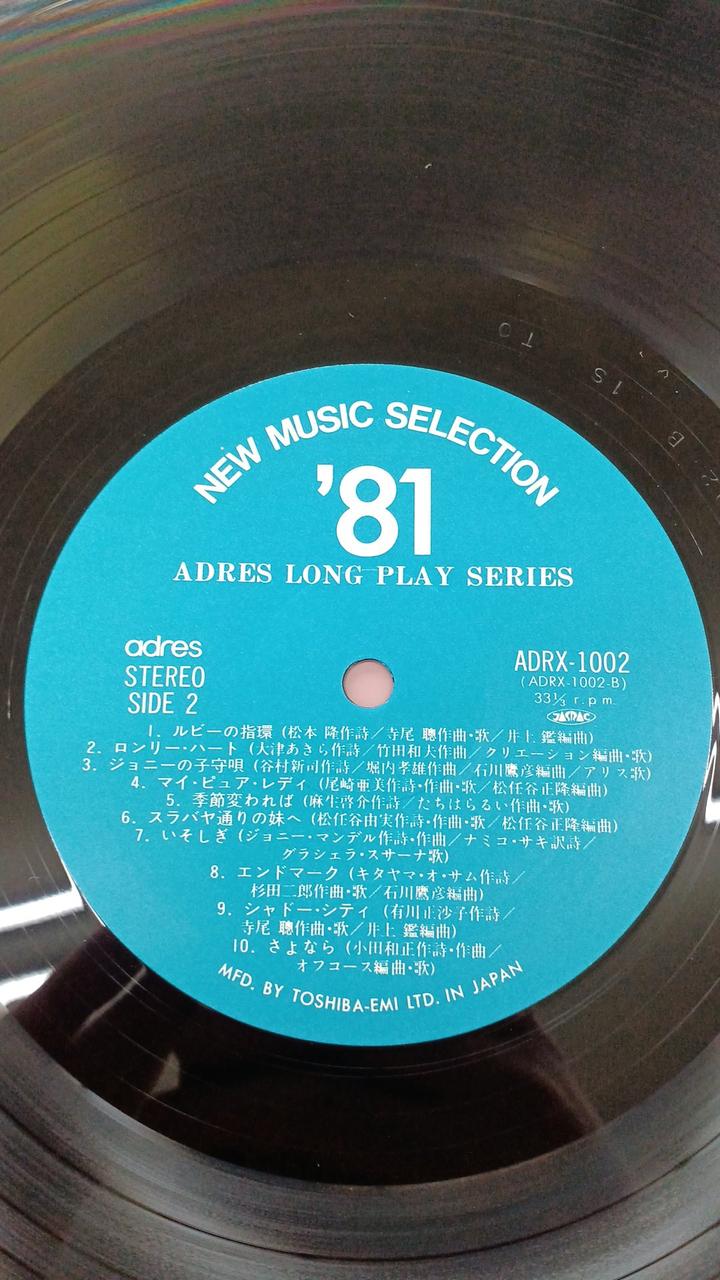 NEW MUSIC SELECTION
'81
ADRES LONG PLAY SERIES
adres
STEREO
SIDE 2
ADRX-1002
(ADRX-1002-B)
33⅓ r.p.m.
JASRAC
1. ルビーの指環 (松本 隆作詩／寺尾 聰作曲・歌／井上 鑑編曲)
2. ロンリー・ハート (大津あきら作詩／竹田和夫作曲／クリエーション編曲・歌)
3. ジョニーの子守唄 (谷村新司作詩／堀内孝雄作曲／石川鷹彦編曲／アリス歌)
4. マイ・ピュア・レディ (尾崎亜美作詩・作曲・歌／松任谷正隆編曲)
5. 季節変われば (麻生啓介作詩／たちはらるい作曲・歌)
6. スラバヤ通りの妹へ (松任谷由実作詩・作曲・歌／松任谷正隆編曲)
7. いそしぎ (ジョニー・マンデル作詩・作曲／ナミコ・サキ訳詩／
グラシェラ・スサーナ歌)
8. エンドマーク (キタヤマ・オ・サム作詩／
杉田二郎作曲・歌／石川鷹彦編曲)
9. シャドー・シティ (有川正沙子作詩／
寺尾 聰作曲・歌／井上 鑑編曲)
10. さよなら (小田和正作詩・作曲／
オフコース編曲・歌)
MFD. BY TOSHIBA-EMI LTD. IN JAPAN
2 B 1S TO